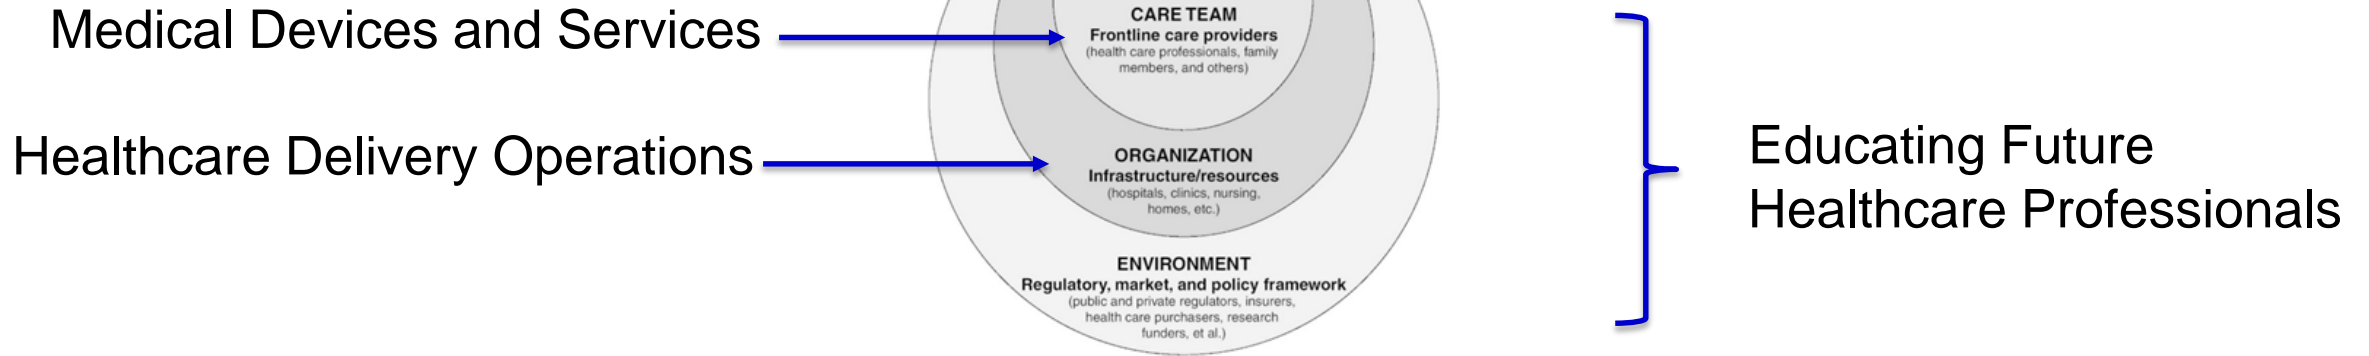 Medical Devices and Services
Healthcare Delivery Operations
CARE TEAM
Frontline care providers
(health care professionals, family
members, and others)
ORGANIZATION
Infrastructure/resources
(hospitals, clinics, nursing,
homes, etc.)
ENVIRONMENT
Regulatory, market, and policy framework
(public and private regulators, insurers,
health care purchasers, research
funders, et al.)
Educating Future
Healthcare Professionals